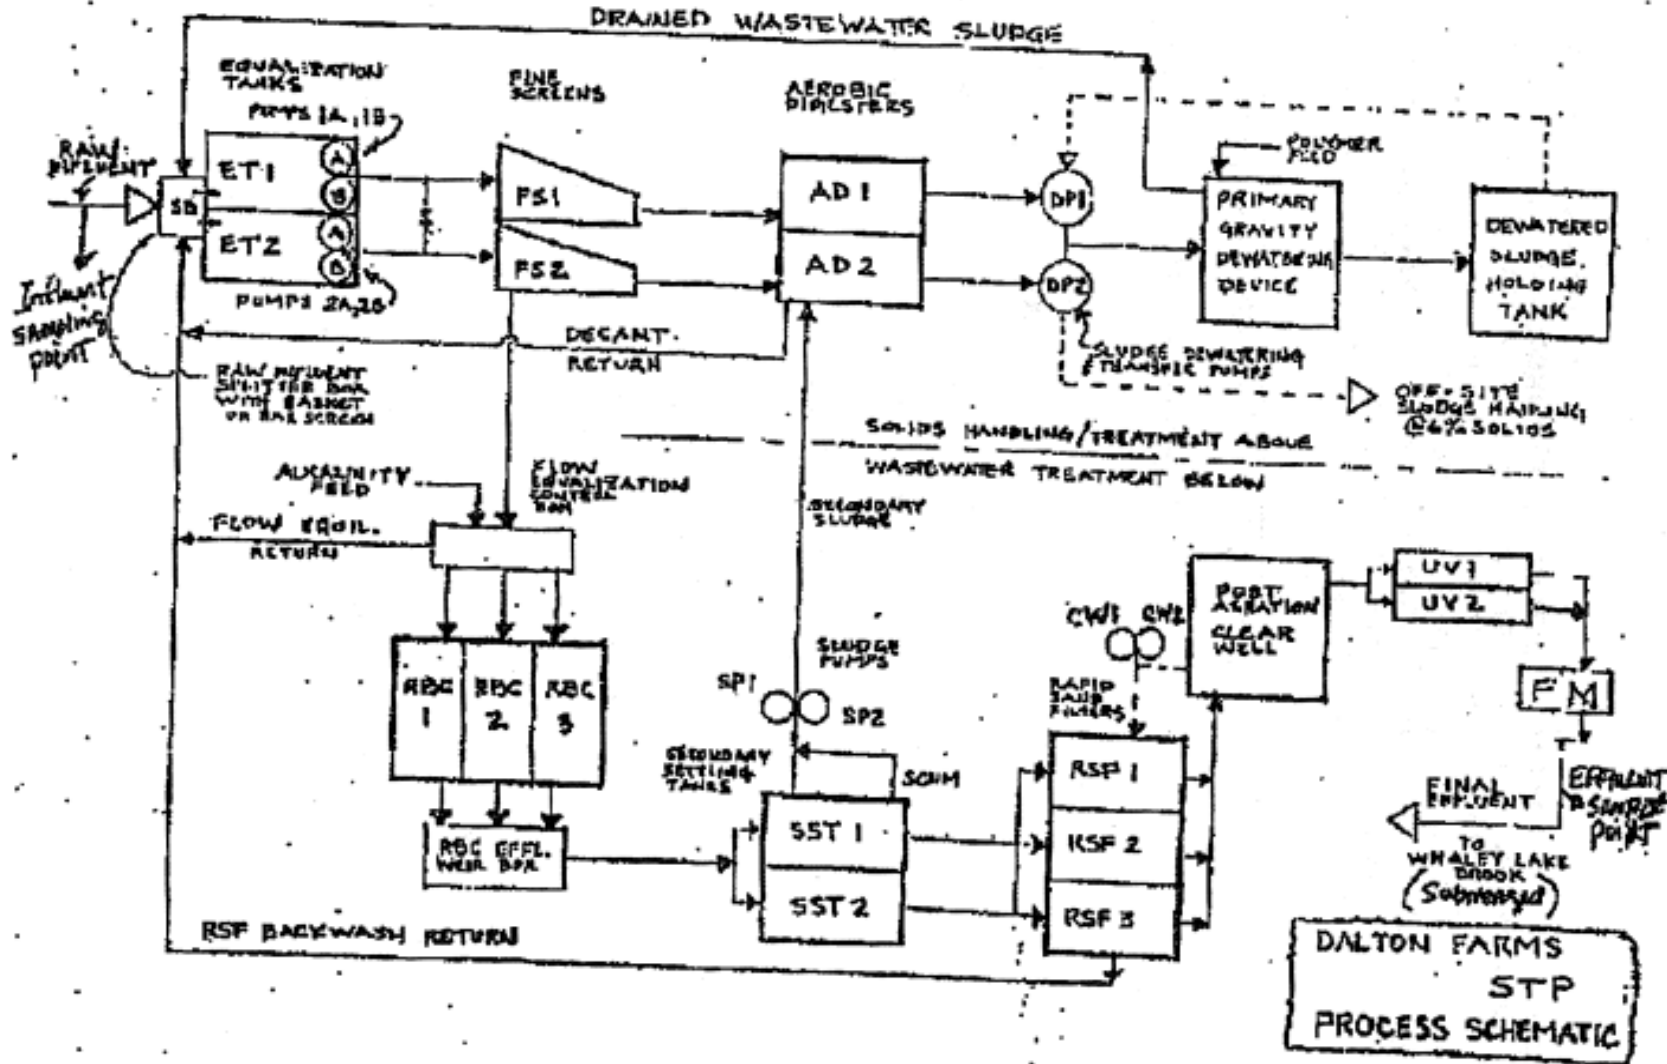 DRAINED WASTEWATER SLUDGE
EQUALIZATION
TANKS
PUMPS 1A, 1B
FINE
SCREENS
AEROBIC
DIGESTERS
RAW
INFLUENT
SB
ET1
ET2
A
B
A
B
PUMPS 2A, 2B
FS1
FS2
AD 1
AD 2
DP1
DP2
POLYMER
FEED
PRIMARY
GRAVITY
DEWATERING
DEVICE
DEWATERED
SLUDGE
HOLDING
TANK
Influent
SAMPLING
point
RAW INFLUENT
SPLITTER BOX
WITH BASKET
OR BAR SCREEN
DECANT
RETURN
SLUDGE DEWATERING
& TRANSFER PUMPS
OFF-SITE
SLUDGE HAULING
@6% SOLIDS
SOLIDS HANDLING/TREATMENT ABOVE
WASTEWATER TREATMENT BELOW
ALKALINITY
FEED
FLOW
EQUALIZATION
CONTROL
BOX
FLOW EQUIL.
RETURN
SECONDARY
SLUDGE
RBC
1
RBC
2
RBC
3
RBC EFFL.
WEIR BOX
SLUDGE
PUMPS
SP1
SP2
SECONDARY
SETTLING
TANKS
SCUM
SST 1
SST 2
CW1 CW2
RAPID
SAND
FILTERS
RSF 1
RSF 2
RSF 3
POST
AERATION
CLEAR
WELL
UV 1
UV 2
FM
EFFLUENT
SAMPLE
POINT
FINAL
EFFLUENT
TO
WHALEY LAKE
BROOK
(Submerged)
RSF BACKWASH RETURN
DALTON FARMS
STP
PROCESS SCHEMATIC